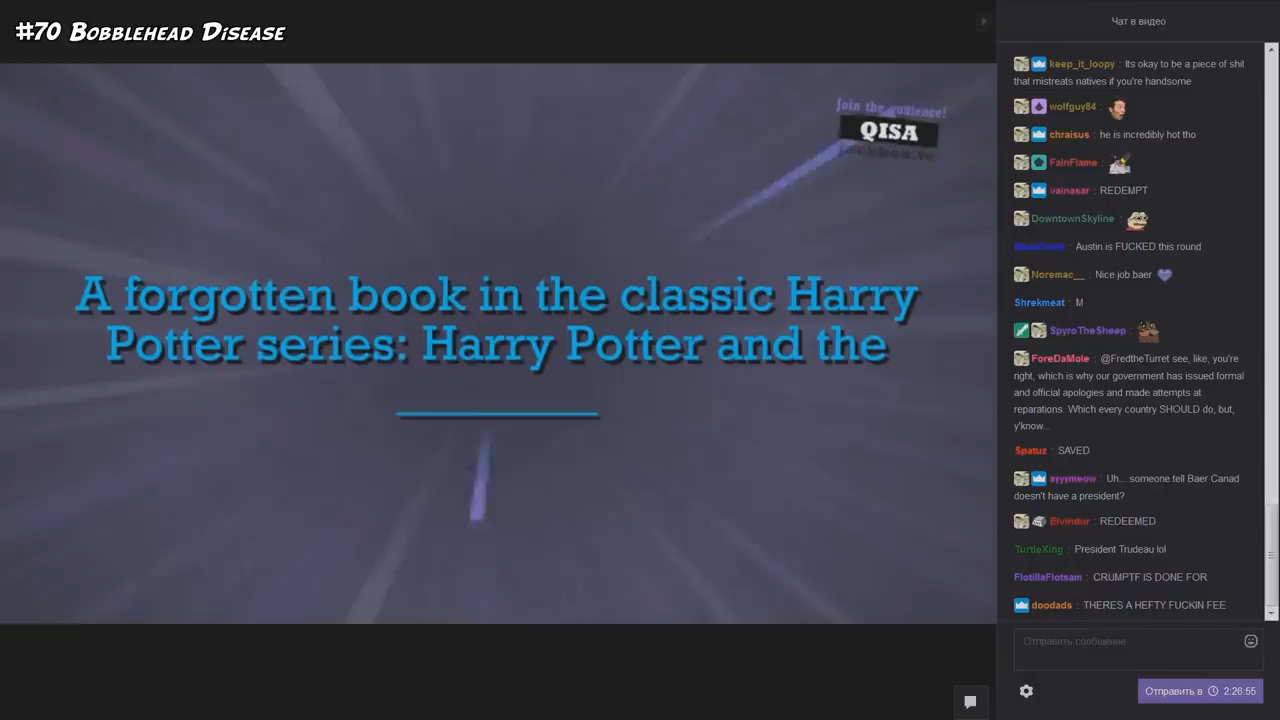 #70 BOBBLEHEAD DISEASE
Join the audience!
QISA
jackbox.tv
A forgotten book in the classic Harry
Potter series: Harry Potter and the
Чат в видео
keep_it_loopy : Its okay to be a piece of shit
that mistreats natives if you're handsome
wolfguy84 :
chraisus : he is incredibly hot tho
FainFlame :
vainasar : REDEMPT
DowntownSkyline :
: Austin is FUCKED this round
Noremac__ : Nice job baer
Shrekmeat : M
SpyroTheSheep :
ForeDaMole : @FredtheTurret see, like, you're
right, which is why our government has issued formal
and official apologies and made attempts at
reparations. Which every country SHOULD do, but,
y'know...
Spatuz : SAVED
ayyymeow : Uh... someone tell Baer Canad
doesn't have a president?
Elvindur : REDEEMED
TurtleXing : President Trudeau lol
FlotillaFlotsam : CRUMPTF IS DONE FOR
doodads : THERES A HEFTY FUCKIN FEE
Отправить сообщение
Отправить в 2:26:55